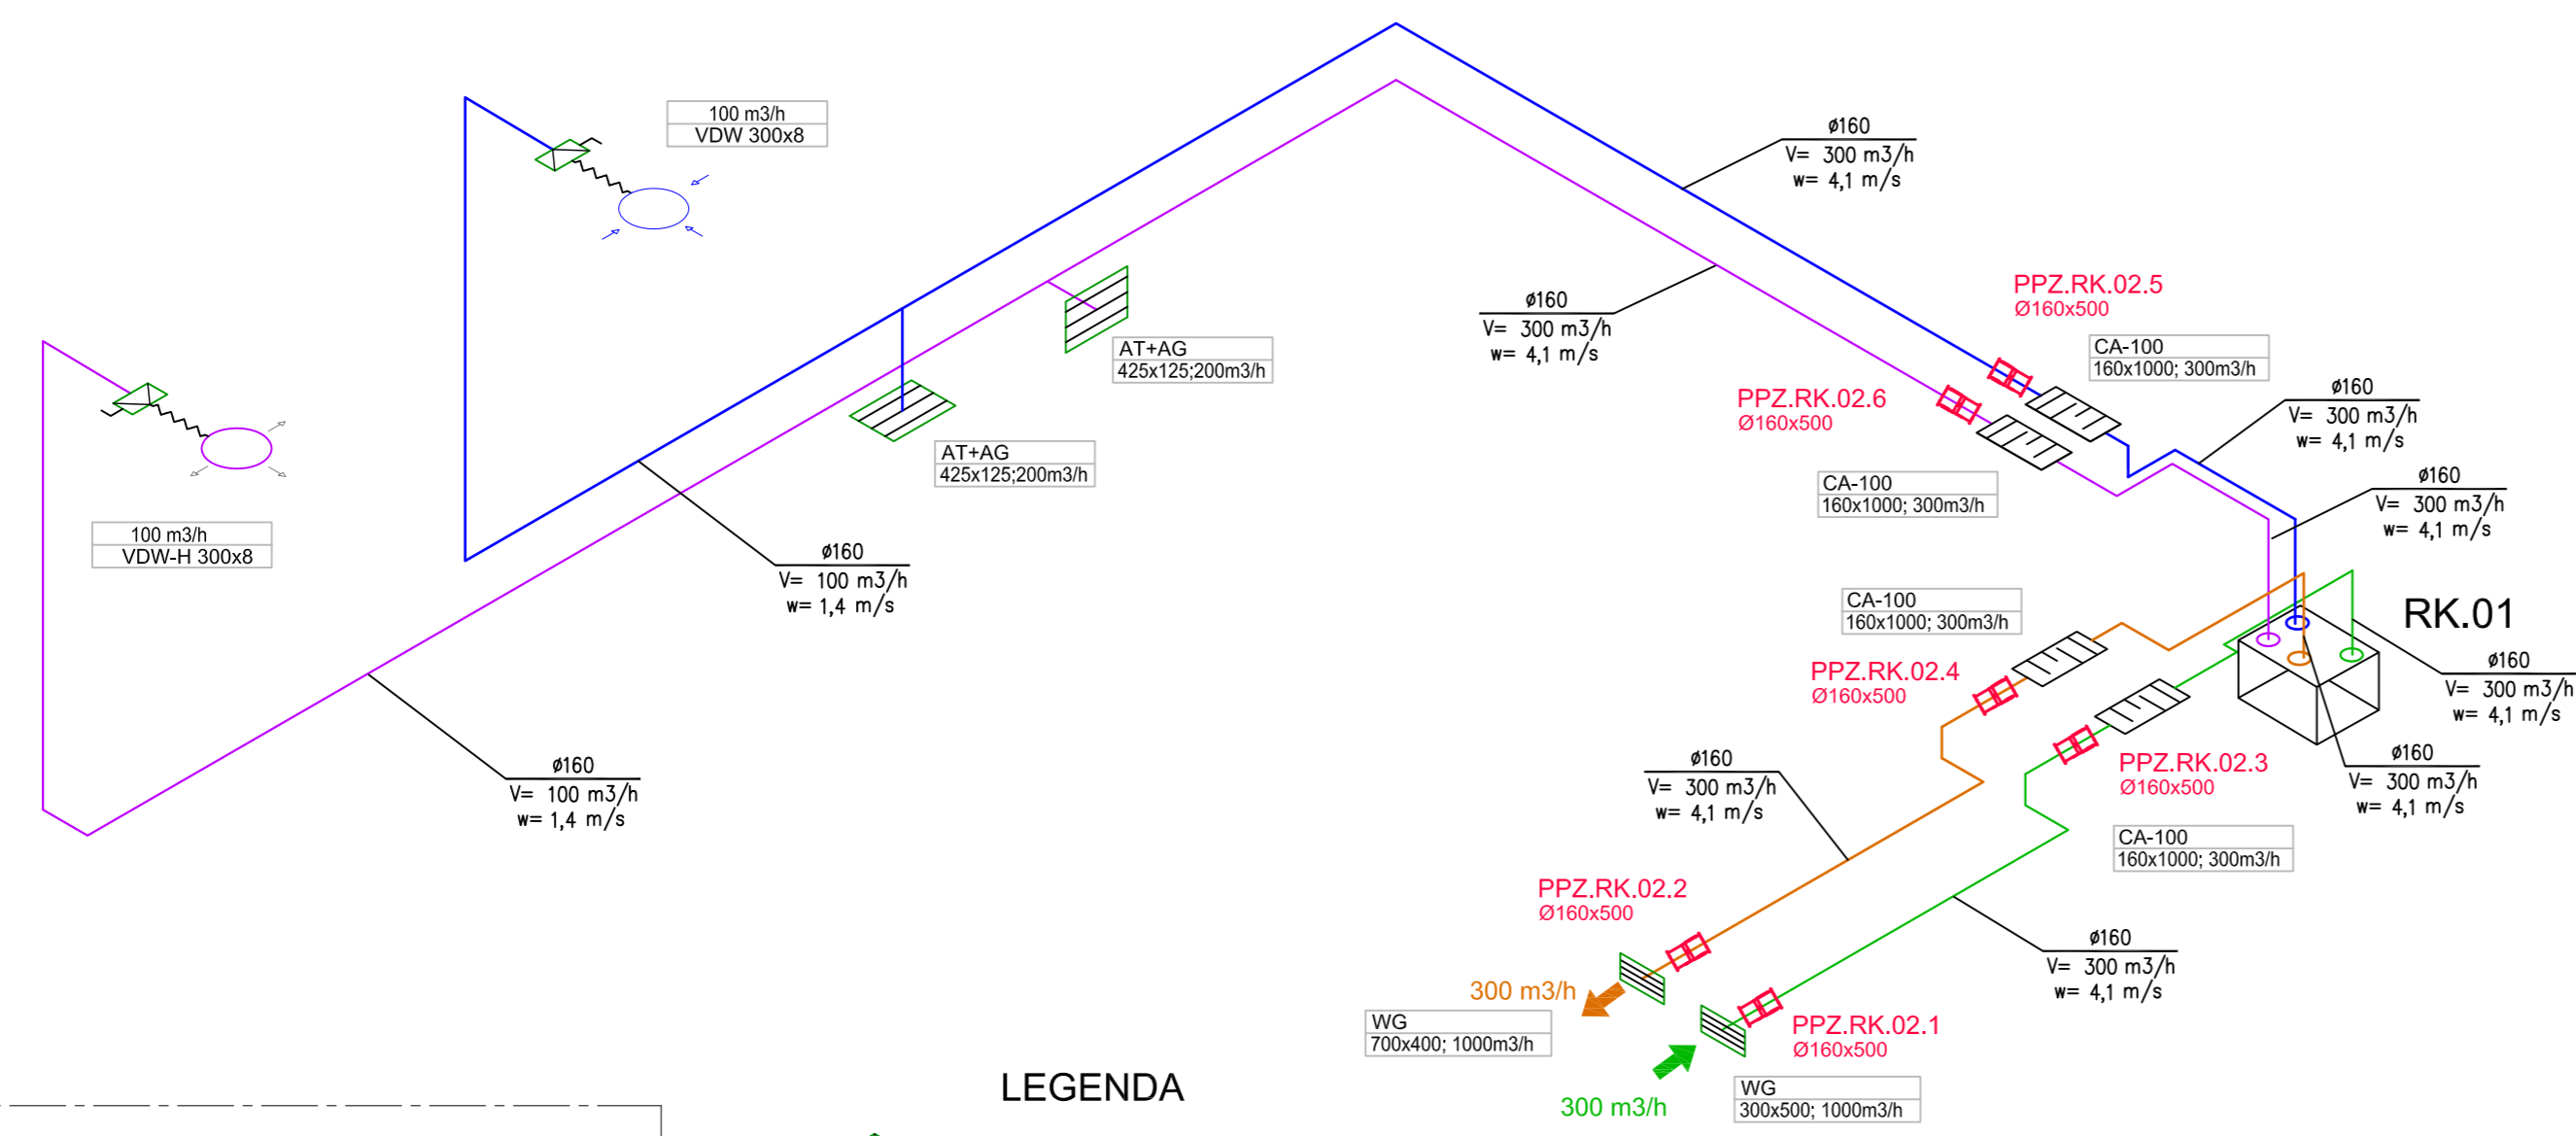 100 m3/h
VDW 300x8
ø160
V= 300 m3/h
w= 4,1 m/s
PPZ.RK.02.5
Ø160x500
ø160
V= 300 m3/h
w= 4,1 m/s
AT+AG
425x125;200m3/h
CA-100
160x1000; 300m3/h
PPZ.RK.02.6
Ø160x500
ø160
V= 300 m3/h
w= 4,1 m/s
AT+AG
425x125;200m3/h
CA-100
160x1000; 300m3/h
ø160
V= 300 m3/h
w= 4,1 m/s
100 m3/h
VDW-H 300x8
ø160
V= 100 m3/h
w= 1,4 m/s
CA-100
160x1000; 300m3/h
RK.01
PPZ.RK.02.4
Ø160x500
ø160
V= 300 m3/h
w= 4,1 m/s
ø160
V= 100 m3/h
w= 1,4 m/s
ø160
V= 300 m3/h
w= 4,1 m/s
PPZ.RK.02.3
Ø160x500
ø160
V= 300 m3/h
w= 4,1 m/s
CA-100
160x1000; 300m3/h
PPZ.RK.02.2
Ø160x500
ø160
V= 300 m3/h
w= 4,1 m/s
300 m3/h
WG
700x400; 1000m3/h
PPZ.RK.02.1
Ø160x500
LEGENDA
300 m3/h
WG
300x500; 1000m3/h